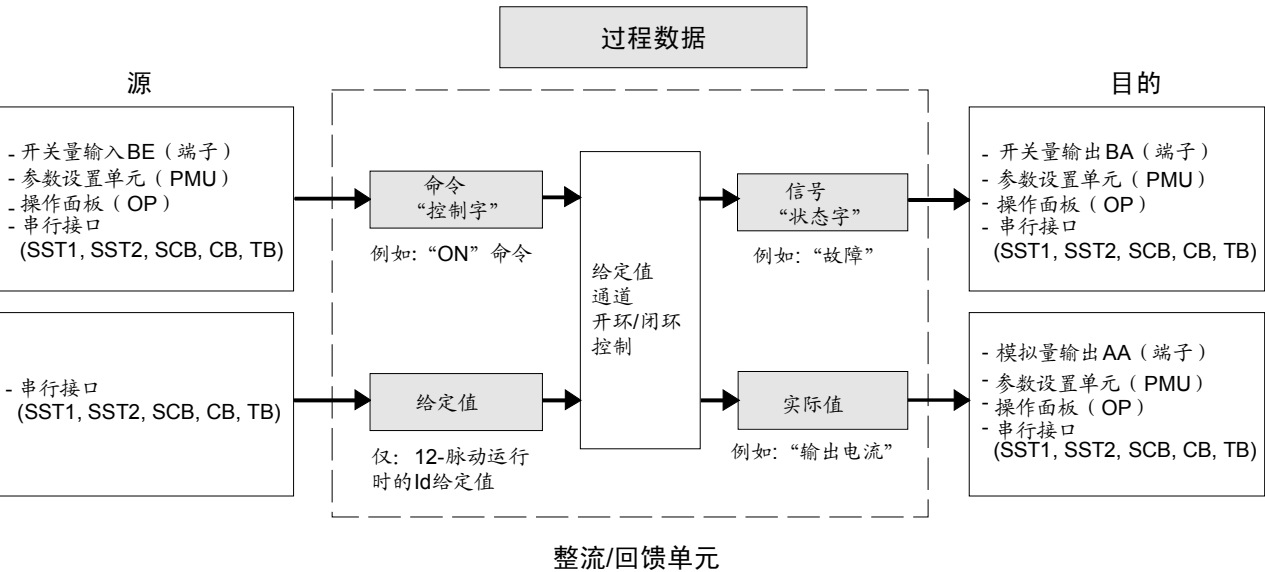 过程数据
源
目的
- 开关量输入BE（端子）
- 参数设置单元（PMU）
- 操作面板（OP）
- 串行接口
(SST1, SST2, SCB, CB, TB)
命令
“控制字”
例如：“ON”命令
给定值
通道
开环/闭环
控制
信号
“状态字”
例如：“故障”
- 开关量输出BA（端子）
- 参数设置单元（PMU）
- 操作面板（OP）
- 串行接口
(SST1, SST2, SCB, CB, TB)
- 串行接口
(SST1, SST2, SCB, CB, TB)
给定值
仅：12-脉动运行
时的Id给定值
实际值
例如：“输出电流”
- 模拟量输出AA（端子）
- 参数设置单元（PMU）
- 操作面板（OP）
- 串行接口
(SST1, SST2, SCB, CB, TB)
整流/回馈单元